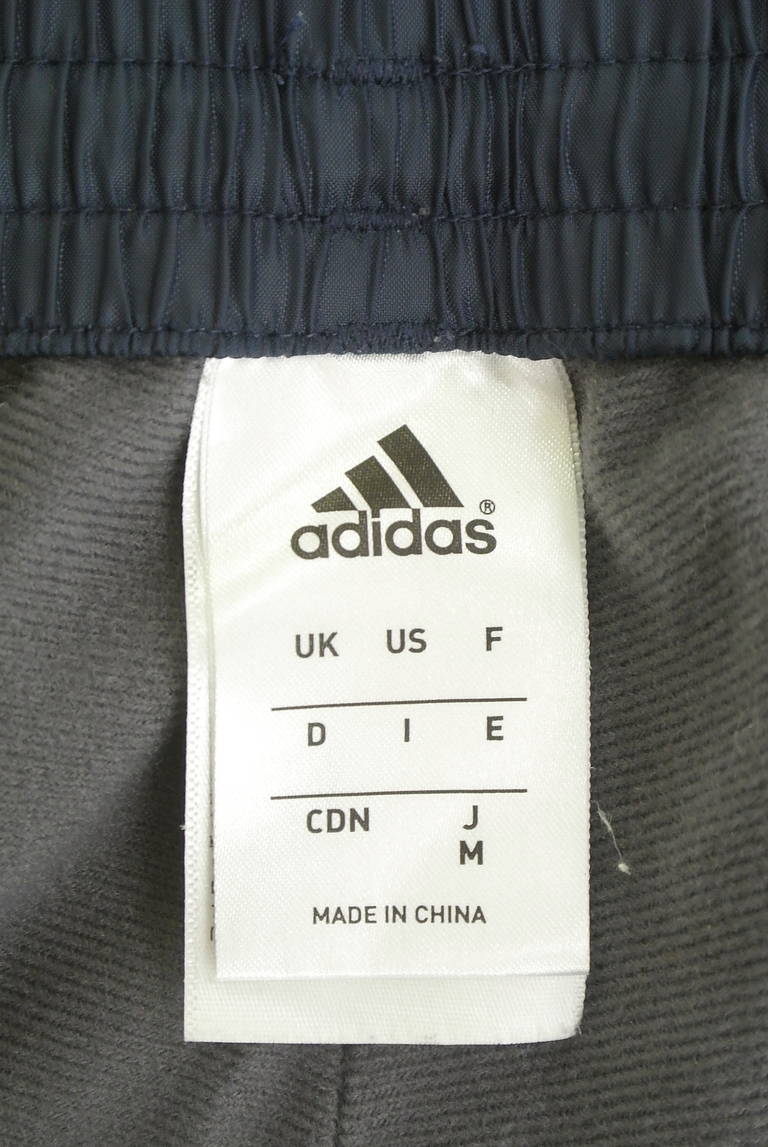 adidas®
UK US F
D I E
CDN J
M
MADE IN CHINA